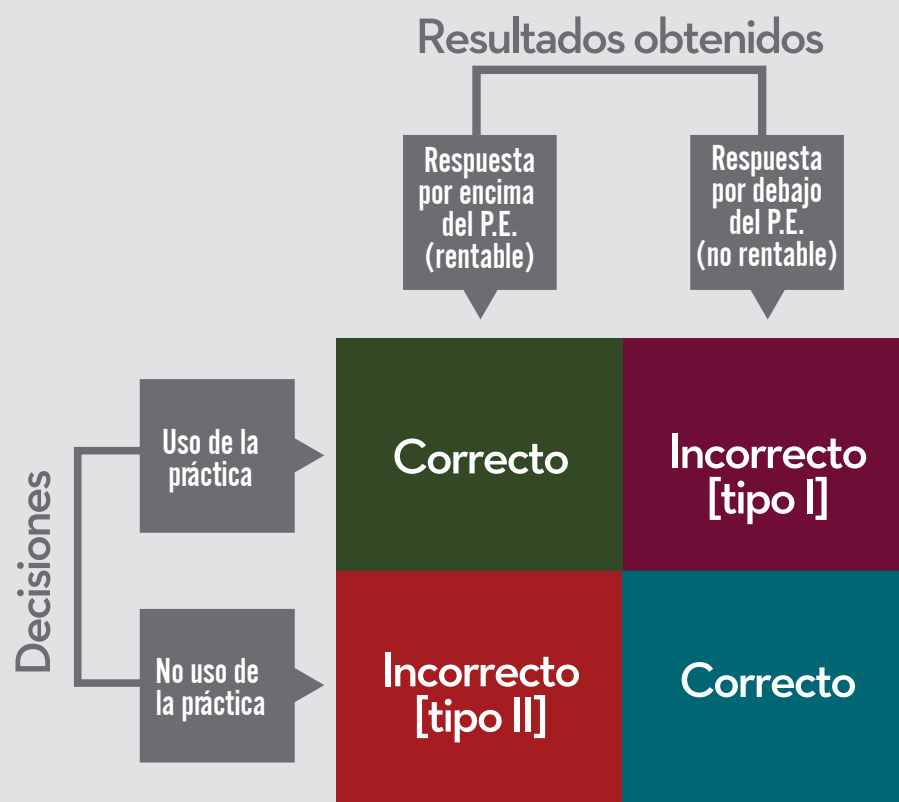 Resultados obtenidos
Respuesta
por encima
del P.E.
(rentable)
Respuesta
por debajo
del P.E.
(no rentable)
Decisiones
Uso de la
práctica
Correcto
Incorrecto
[tipo I]
No uso de
la práctica
Incorrecto
[tipo II]
Correcto